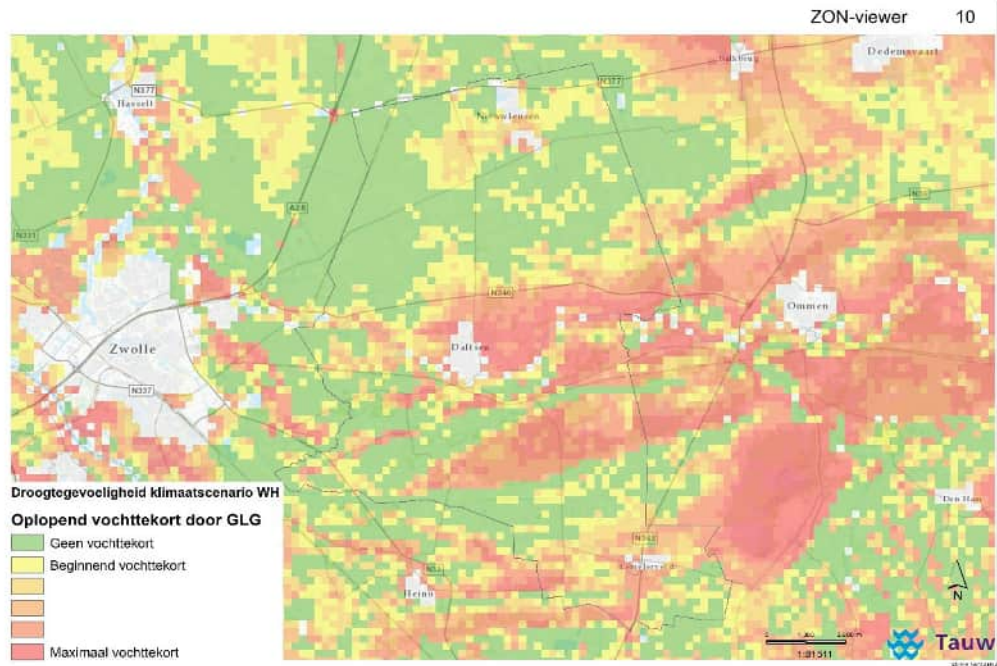 ZON-viewer 10
Dedemsvaart
N377
N377
Hasselt
Nieuwleusen
A28
N331
N340
Ommen
Dalfsen
Zwolle
N337
Droogtegevoeligheid klimaatscenario WH
Oplopend vochttekort door GLG
Geen vochttekort
Beginnend vochttekort
Maximaal vochttekort
Den Ham
Heino
N
Tauw